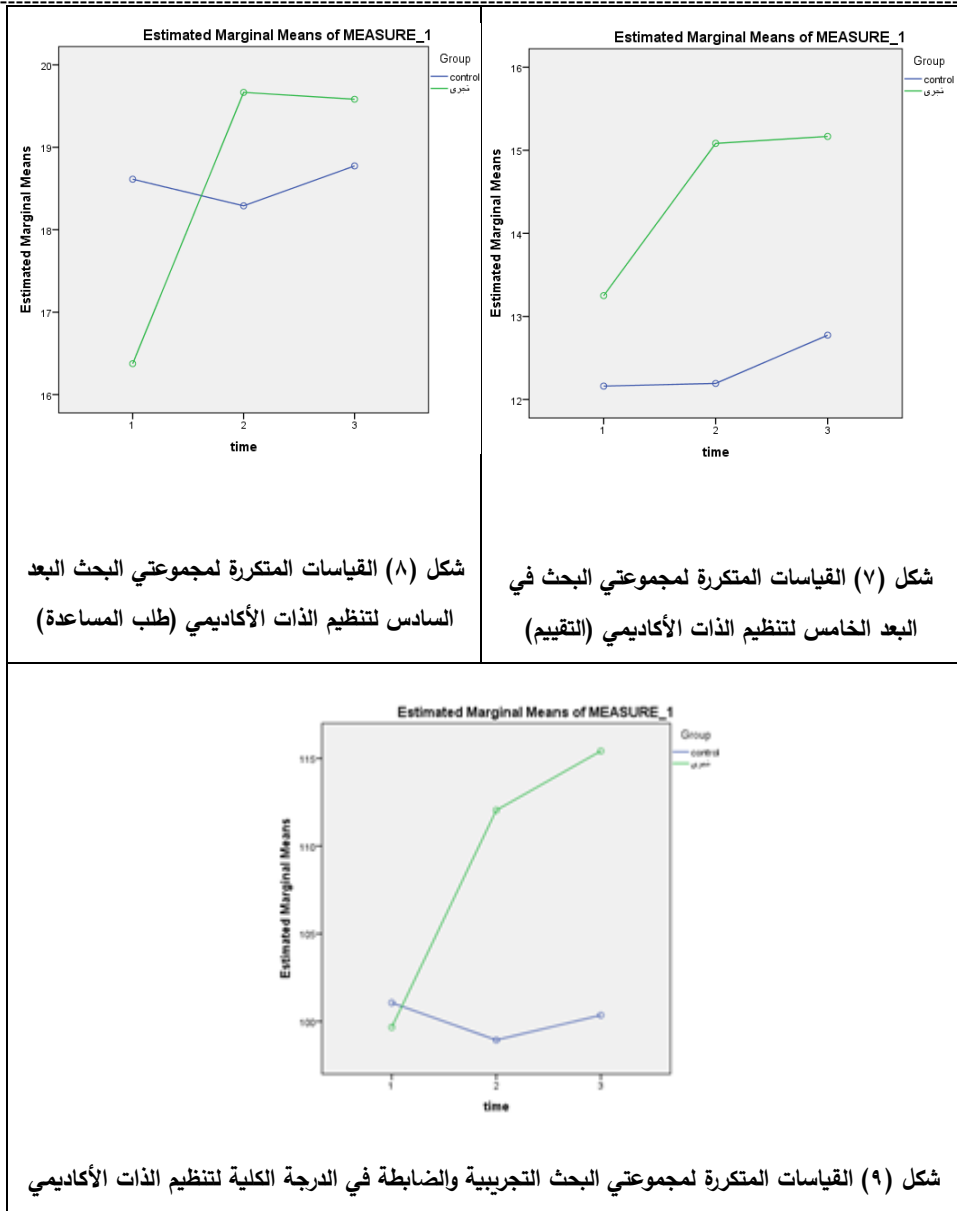 Estimated Marginal Means of MEASURE_1
Group
control
تجربى
Estimated Marginal Means
20
19
18
17
16
1
2
3
time
شكل (٨) القياسات المتكررة لمجموعتي البحث البعد
السادس لتنظيم الذات الأكاديمي (طلب المساعدة)
Estimated Marginal Means of MEASURE_1
Group
control
تجربى
Estimated Marginal Means
16
15
14
13
12
1
2
3
time
شكل (٧) القياسات المتكررة لمجموعتي البحث في
البعد الخامس لتنظيم الذات الأكاديمي (التقييم)
Estimated Marginal Means of MEASURE_1
Group
control
تجربى
Estimated Marginal Means
115
110
105
100
1
2
3
time
شكل (٩) القياسات المتكررة لمجموعتي البحث التجريبية والضابطة في الدرجة الكلية لتنظيم الذات الأكاديمي